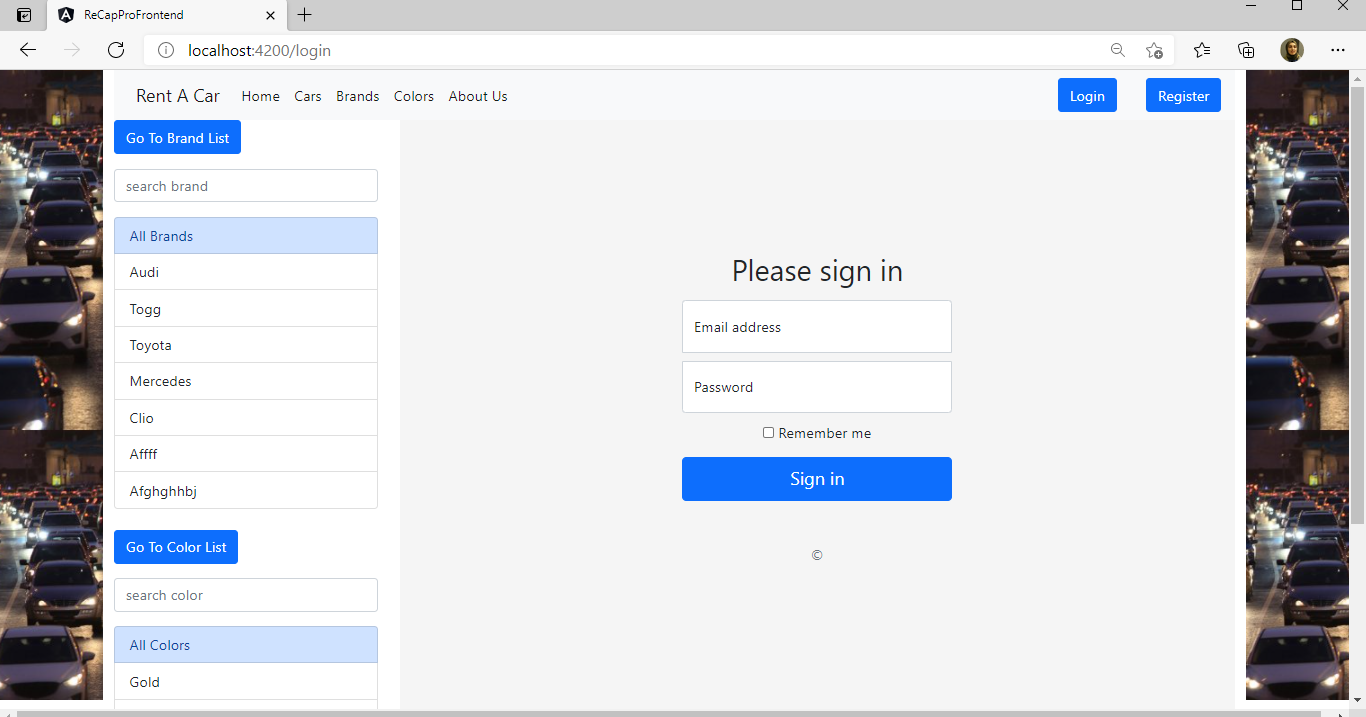 ReCapProFrontend
localhost:4200/login
Rent A Car Home Cars Brands Colors About Us Login Register
Go To Brand List
search brand
All Brands
Audi
Togg
Toyota
Mercedes
Clio
Affff
Afghghhbj
Go To Color List
search color
All Colors
Gold
Please sign in
Email address
Password
Remember me
Sign in
©